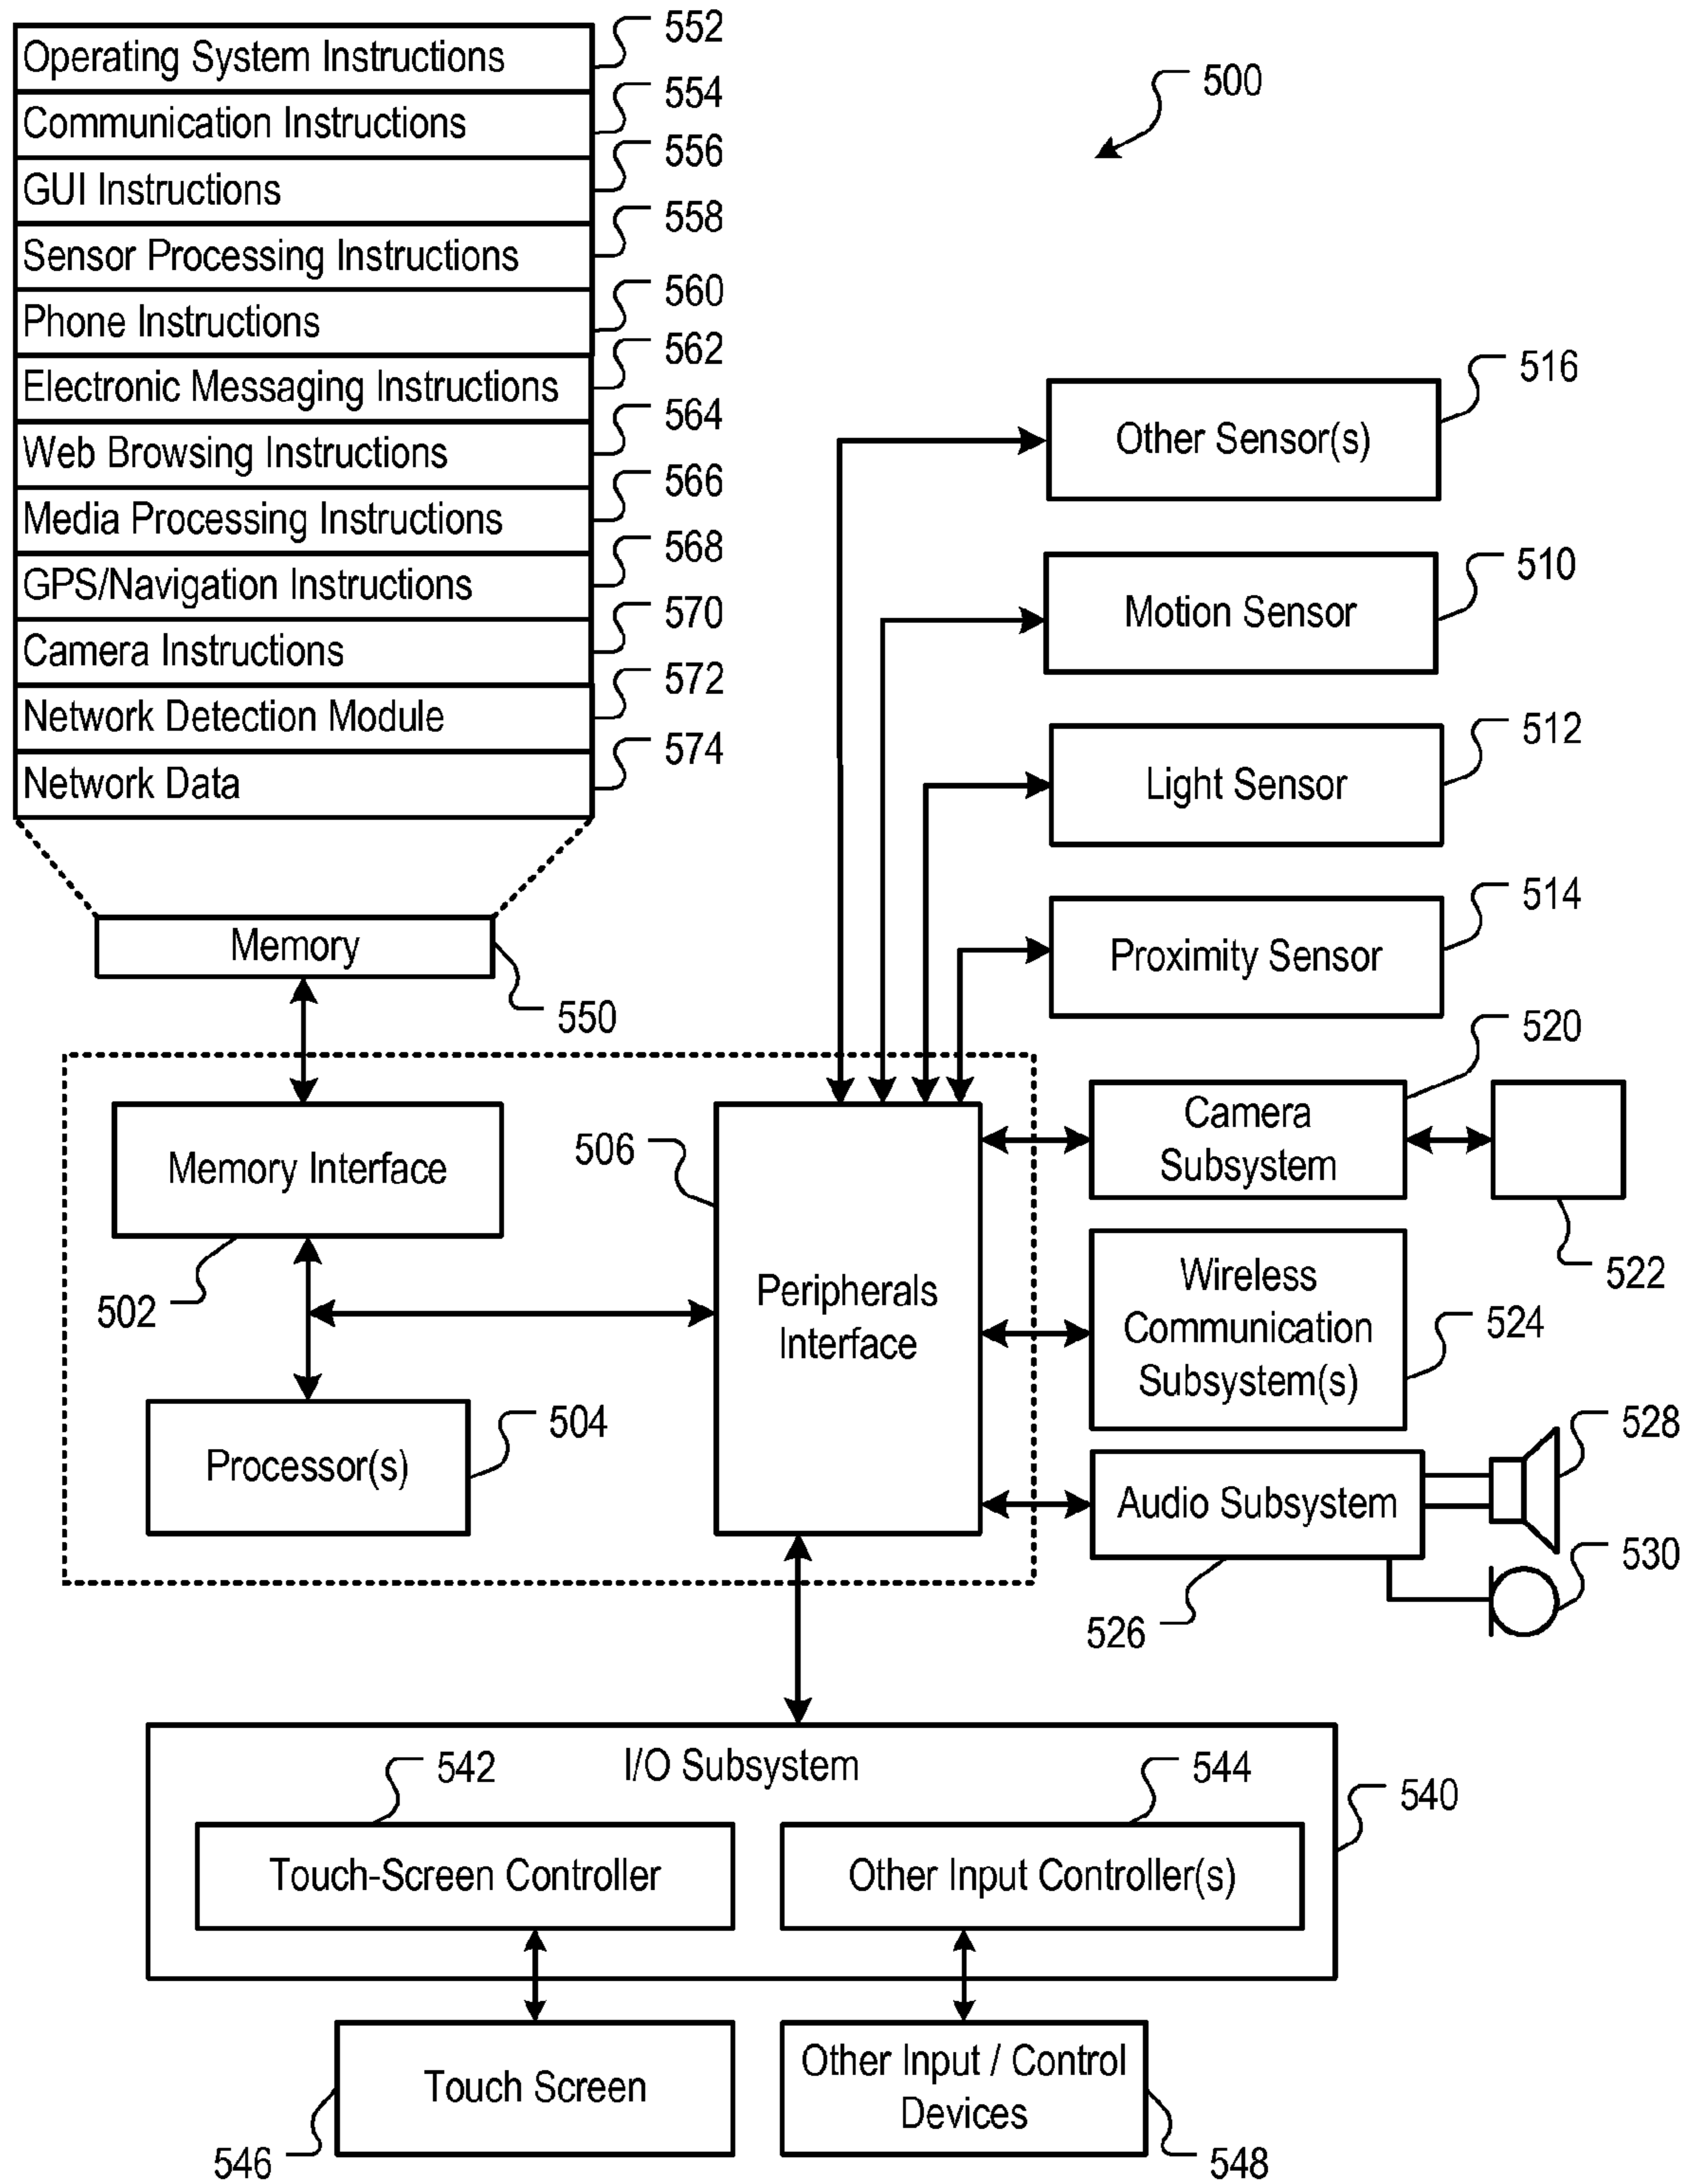 552
Operating System Instructions
554
Communication Instructions
556
GUI Instructions
558
Sensor Processing Instructions
560
Phone Instructions
562
Electronic Messaging Instructions
564
Web Browsing Instructions
566
Media Processing Instructions
568
GPS/Navigation Instructions
570
Camera Instructions
572
Network Detection Module
574
Network Data
500
516
Other Sensor(s)
510
Motion Sensor
512
Light Sensor
514
Proximity Sensor
Memory
550
520
Camera
Subsystem
522
Memory Interface
502
506
Peripherals
Interface
Wireless
Communication
Subsystem(s)
524
504
Processor(s)
528
Audio Subsystem
530
526
542
I/O Subsystem
544
540
Touch-Screen Controller
Other Input Controller(s)
Touch Screen
546
Other Input / Control
Devices
548